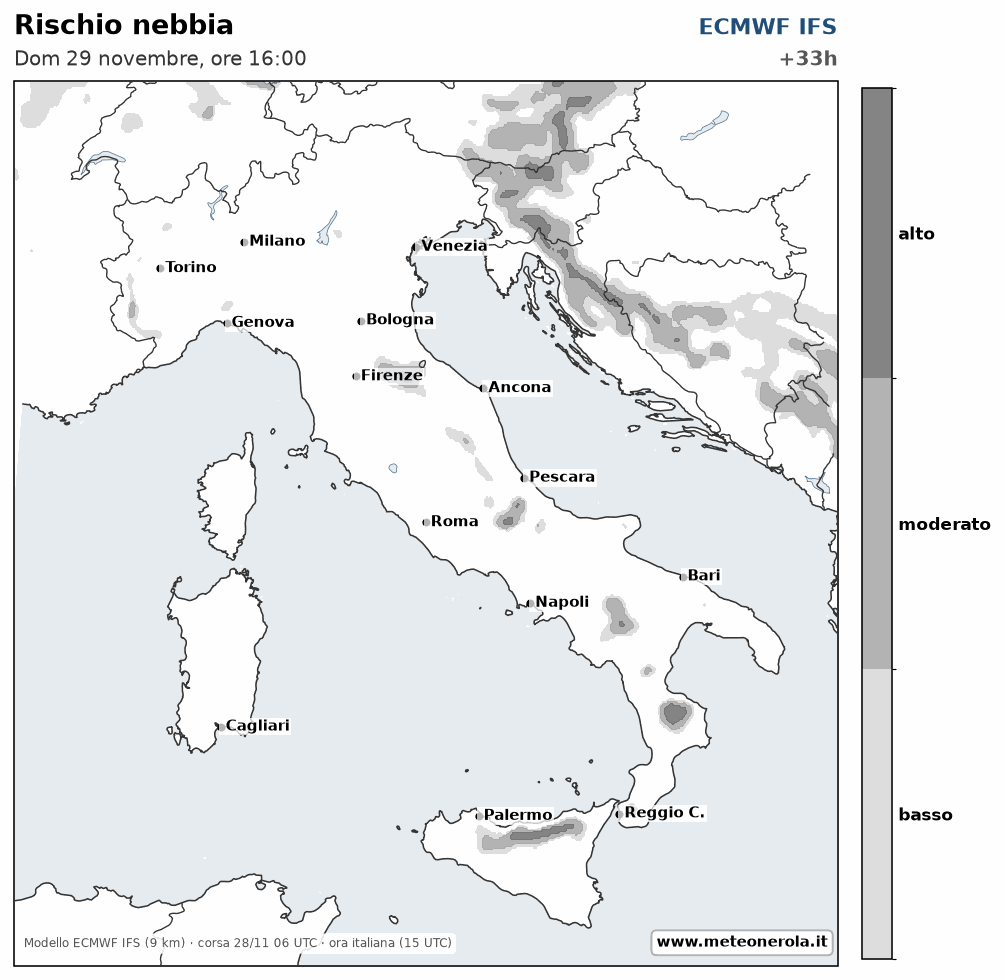 Rischio nebbia
ECMWF IFS
Dom 29 novembre, ore 16:00
+33h
alto
moderato
basso
Milano
Venezia
Torino
Genova
Bologna
Firenze
Ancona
Pescara
Roma
Bari
Napoli
Cagliari
Palermo
Reggio C.
Modello ECMWF IFS (9 km) · corsa 28/11 06 UTC · ora italiana (15 UTC)
www.meteonerola.it